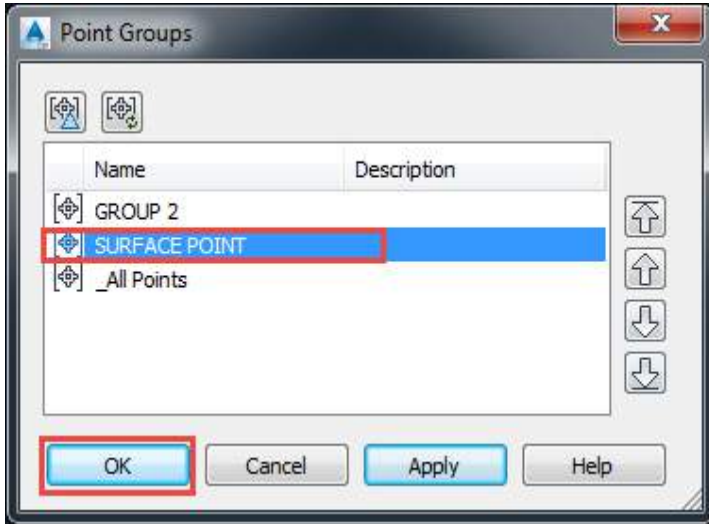 Point Groups
Name Description
GROUP 2
SURFACE POINT
_All Points
OK Cancel Apply Help